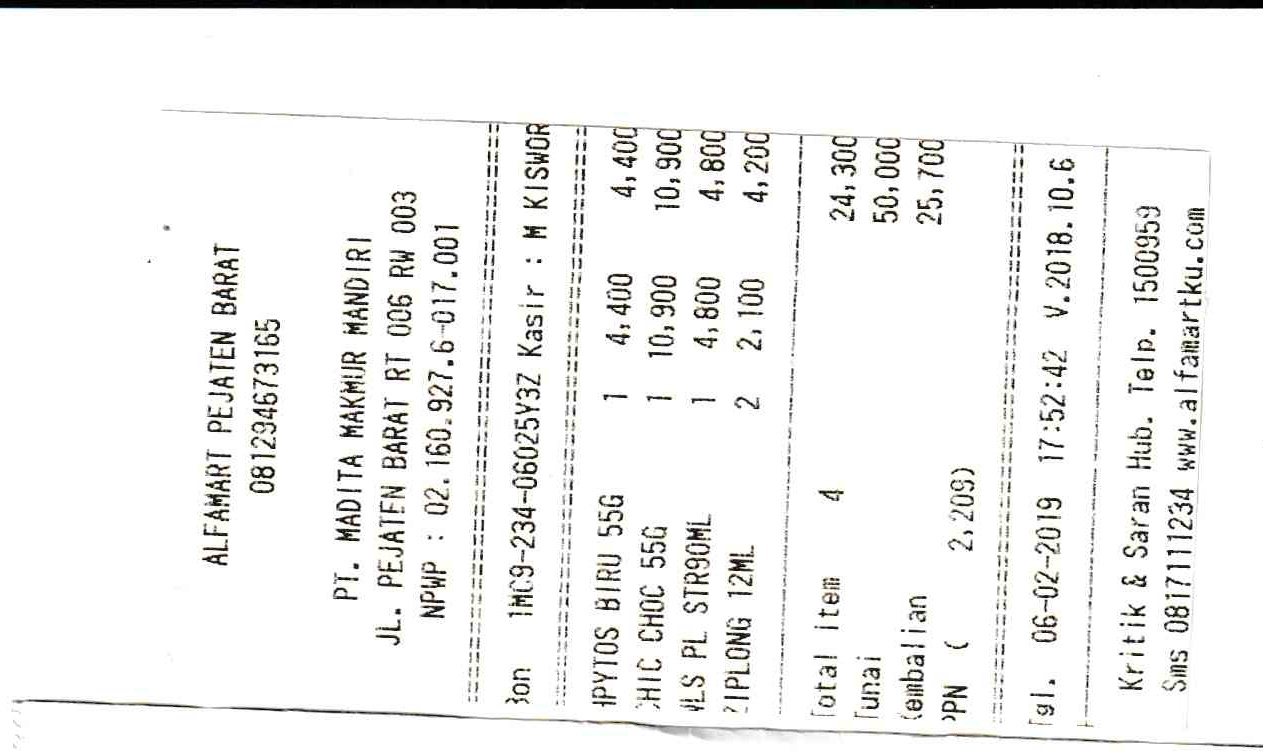 ALFAMART PEJATEN BARAT
081294673165
PT. MADITA MAKMUR MANDIRI
JL. PEJATEN BARAT RT 006 RW 003
NPWP : 02.160.927.6-017.001
Bon 1MC9-234-06025Y3Z Kasir : M KISWOR
HPYTOS BIRU 55G 1 4,400 4,400
CHIC CHOC 55G 1 10,900 10,900
WLS PL STR90ML 1 4,800 4,800
ZIPLONG 12ML 2 2,100 4,200
Total item 4 24,300
Tunai 50,000
Kembalian 25,700
PPN ( 2,209)
Tgl. 06-02-2019 17:52:42 V.2018.10.6
Kritik & Saran Hub. Telp. 1500959
Sms 0817111234 www.alfamartku.com